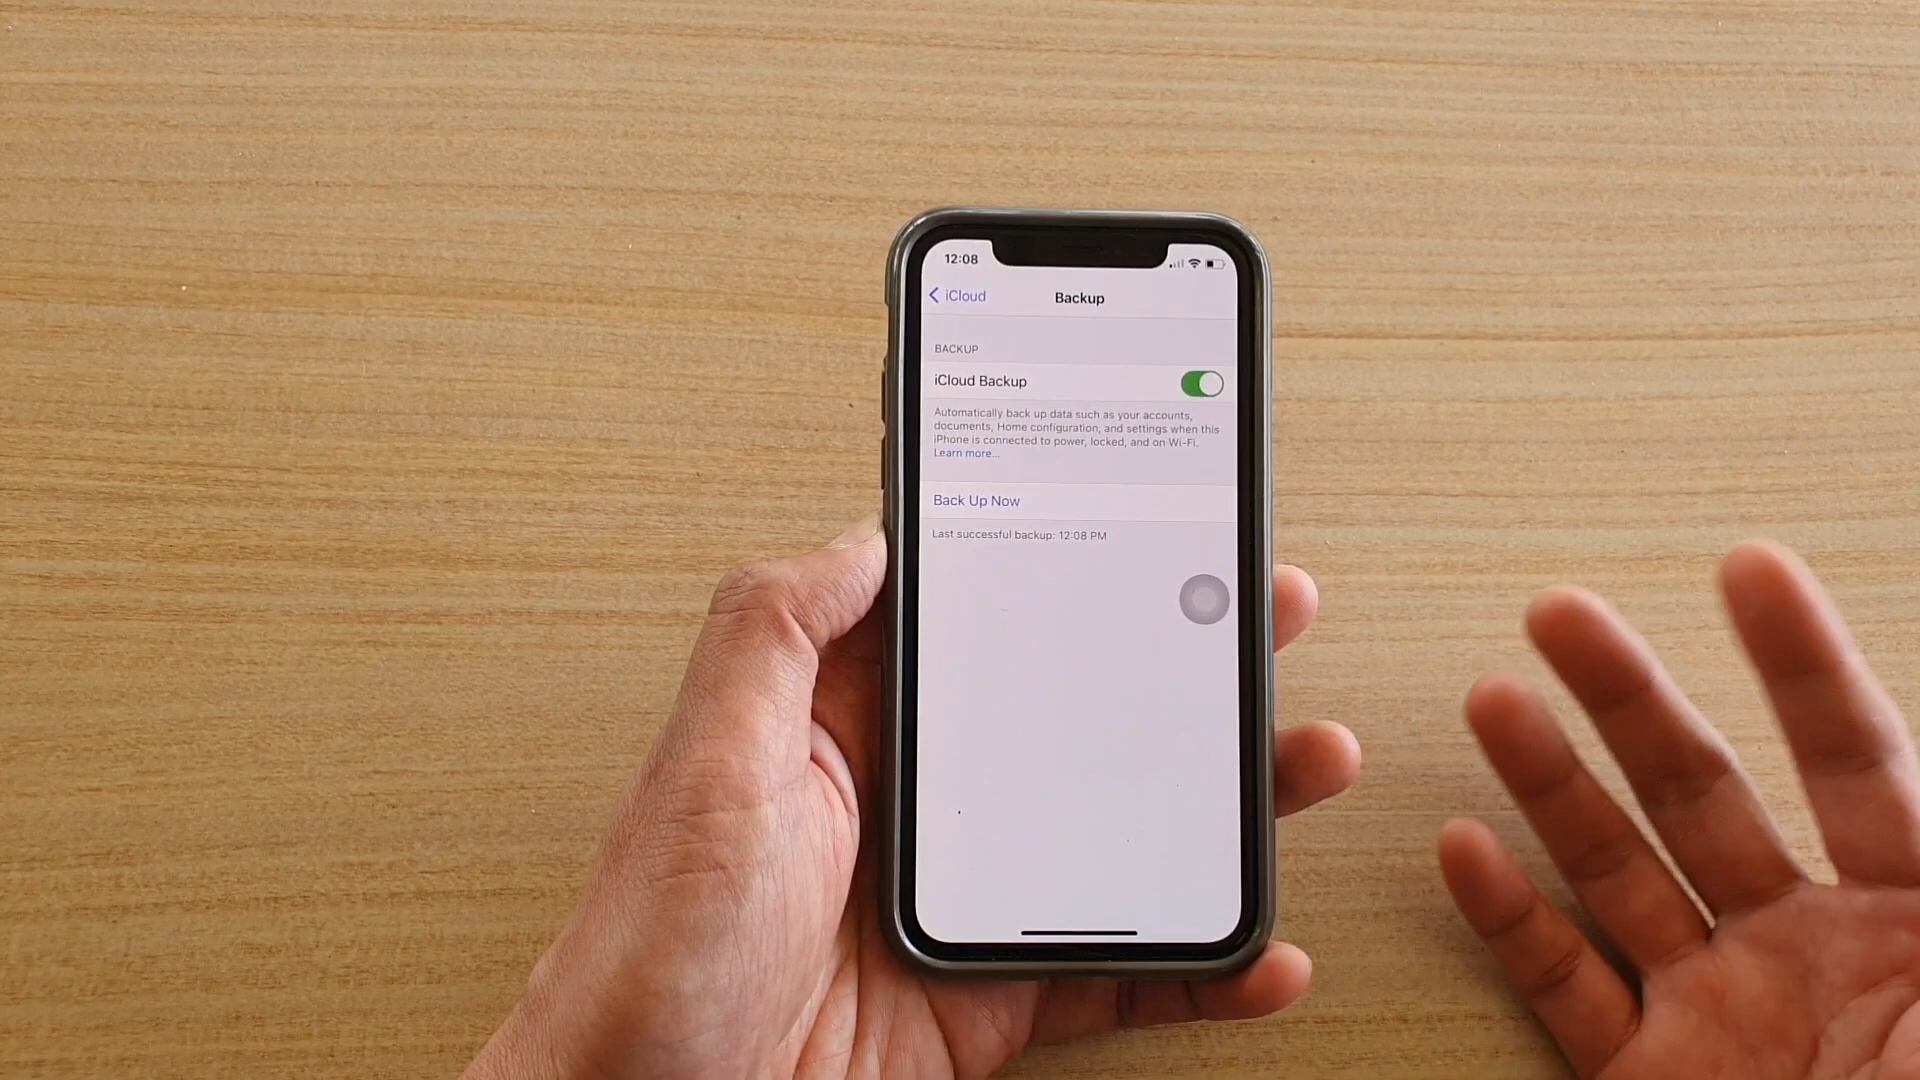 12:08
iCloud
Backup
BACKUP
iCloud Backup
Automatically back up data such as your accounts,
documents, Home configuration, and settings when this
iPhone is connected to power, locked, and on Wi-Fi.
Learn more...
Back Up Now
Last successful backup: 12:08 PM